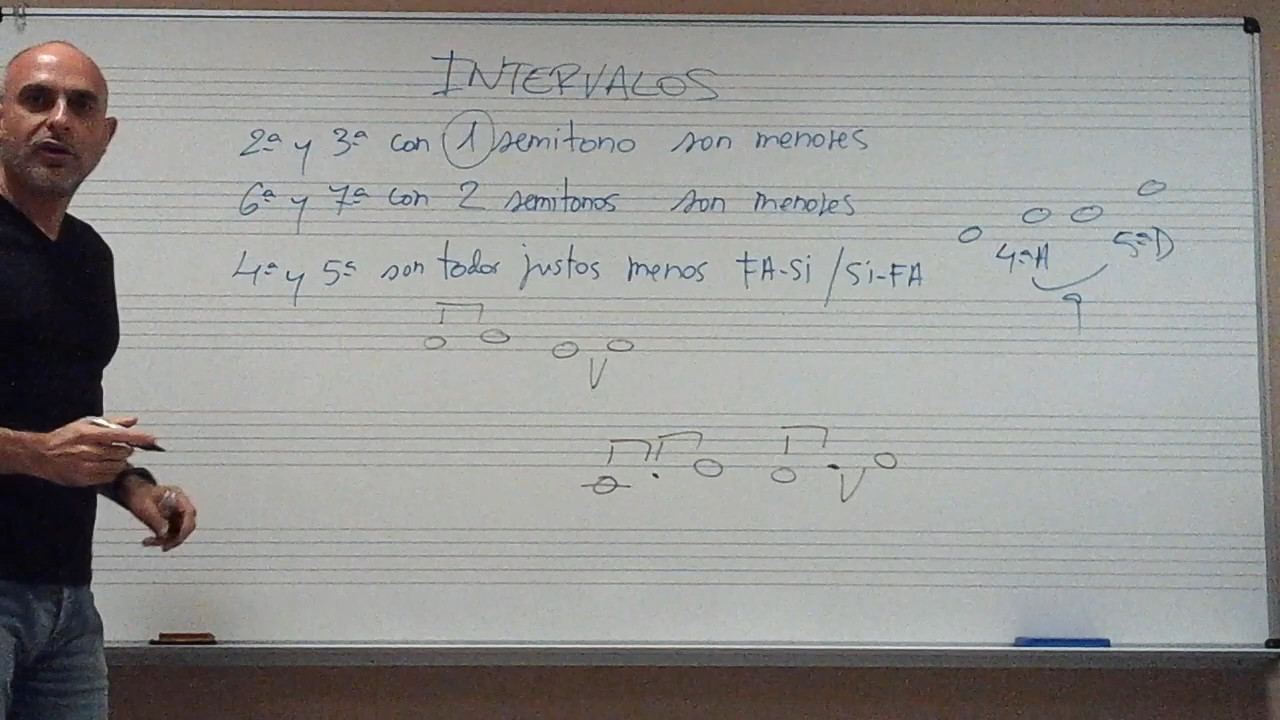 INTERVALOS
2ª y 3ª con 1 semitono son menores
6ª y 7ª con 2 semitonos son menores
4ª y 5ª son todos justos menos FA-Si / Si-FA
4ªA 5ªD